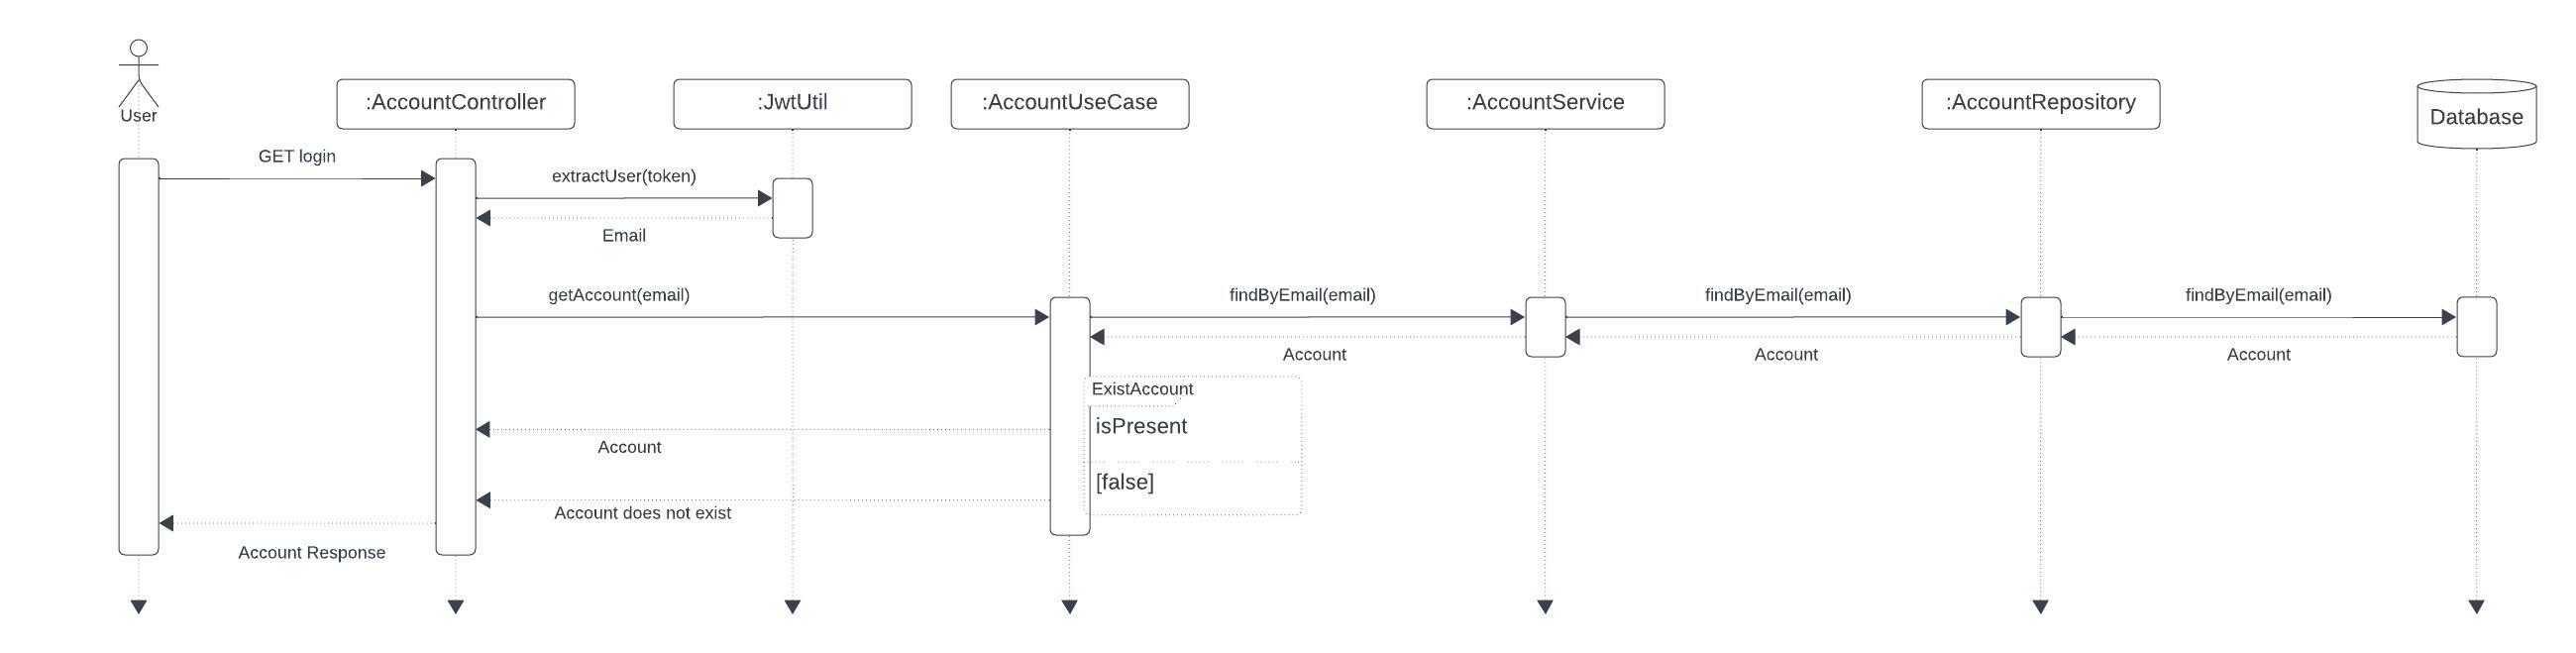 User
:AccountController
:JwtUtil
:AccountUseCase
:AccountService
:AccountRepository
Database
GET login
extractUser(token)
Email
getAccount(email)
findByEmail(email)
findByEmail(email)
findByEmail(email)
Account
Account
Account
ExistAccount
isPresent
Account
[false]
Account does not exist
Account Response